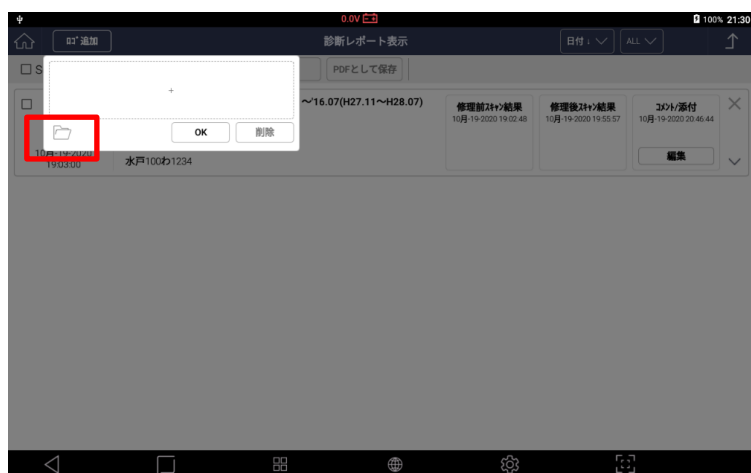 0.0V
100% 21:30
ﾛｺﾞ追加
診断レポート表示
日付↓
ALL
S
PDFとして保存
+
OK
削除
～'16.07(H27.11～H28.07)
10月-19-2020
19:03:00
水戸100わ1234
修理前ｽｷｬﾝ結果
10月-19-2020 19:02:48
修理後ｽｷｬﾝ結果
10月-19-2020 19:55:57
ｺﾒﾝﾄ/添付
10月-19-2020 20:46:44
編集